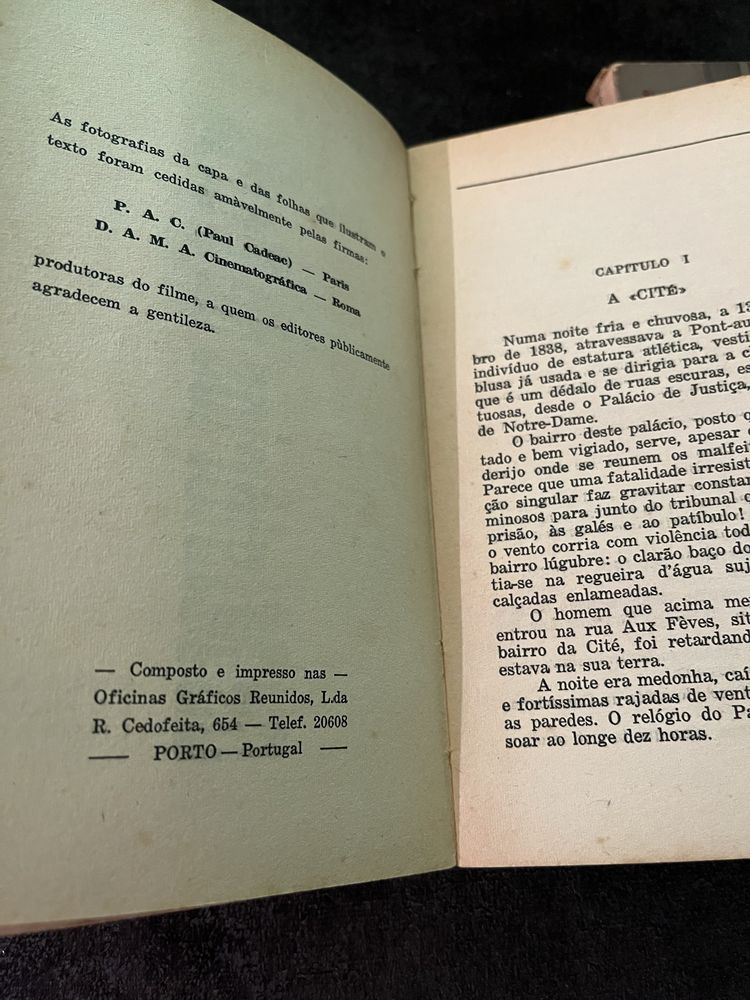 As fotografias da capa e das folhas que ilustram o
texto foram cedidas amàvelmente pelas firmas:
P. A. C. (Paul Cadeac) — Paris
D. A. M. A. Cinematográfica — Roma
produtoras do filme, a quem os editores pùblicamente
agradecem a gentileza.
— Composto e impresso nas —
Oficinas Gráficos Reunidos, L.da
R. Cedofeita, 654 — Telef. 20608
— PORTO — Portugal —
CAPITULO I
A «CITÉ»
Numa noite fria e chuvosa, a 13
bro de 1838, atravessava a Pont-au
indivíduo de estatura atlética, vesti
blusa já usada e se dirigia para a ci
que é um dédalo de ruas escuras, es
tuosas, desde o Palácio de Justiça,
de Notre-Dame.
O bairro deste palácio, posto q
tado e bem vigiado, serve, apesar d
derijo onde se reunem os malfei
Parece que uma fatalidade irresist
ção singular faz gravitar constan
minosos para junto do tribunal q
prisão, às galés e ao patíbulo!
o vento corria com violência tod
bairro lúgubre: o clarão baço do
tia-se na regueira d'água suj
calçadas enlameadas.
O homem que acima me
entrou na rua Aux Fèves, sit
bairro da Cité, foi retardand
estava na sua terra.
A noite era medonha, caí
e fortíssimas rajadas de vent
as paredes. O relógio do Pa
soar ao longe dez horas.